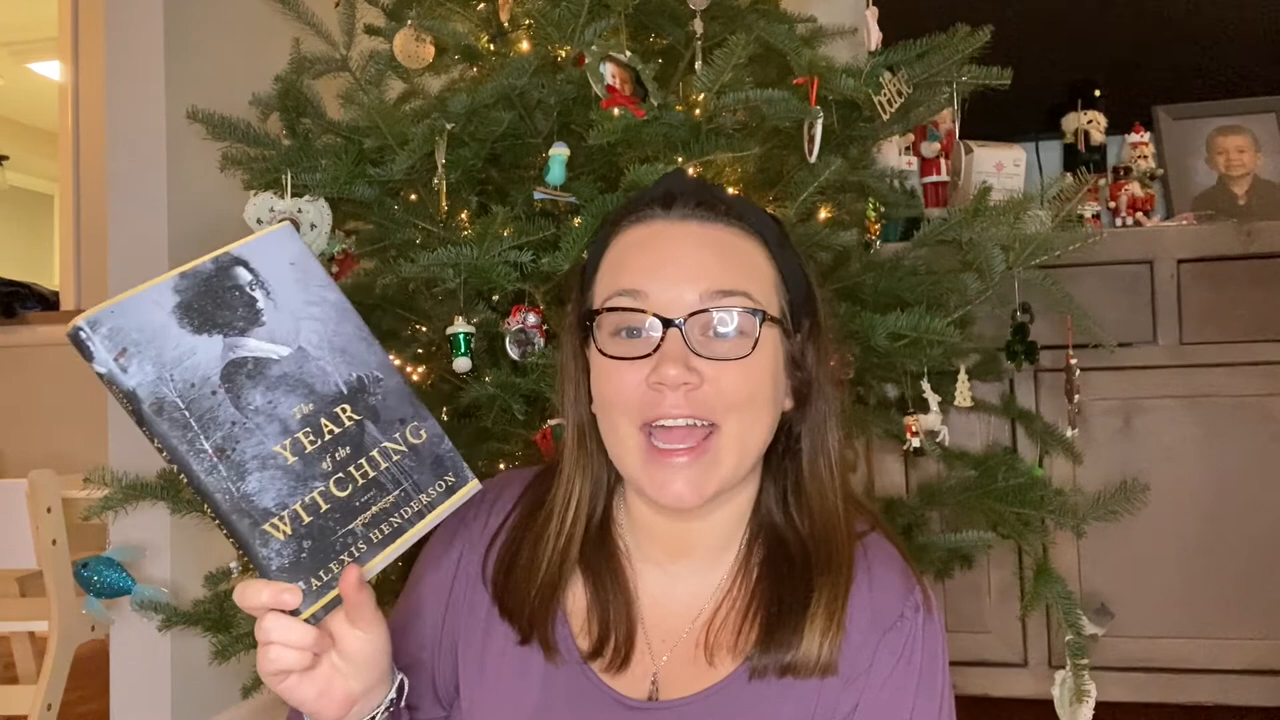 believe
The
YEAR
of the
WITCHING
a novel
ALEXIS HENDERSON